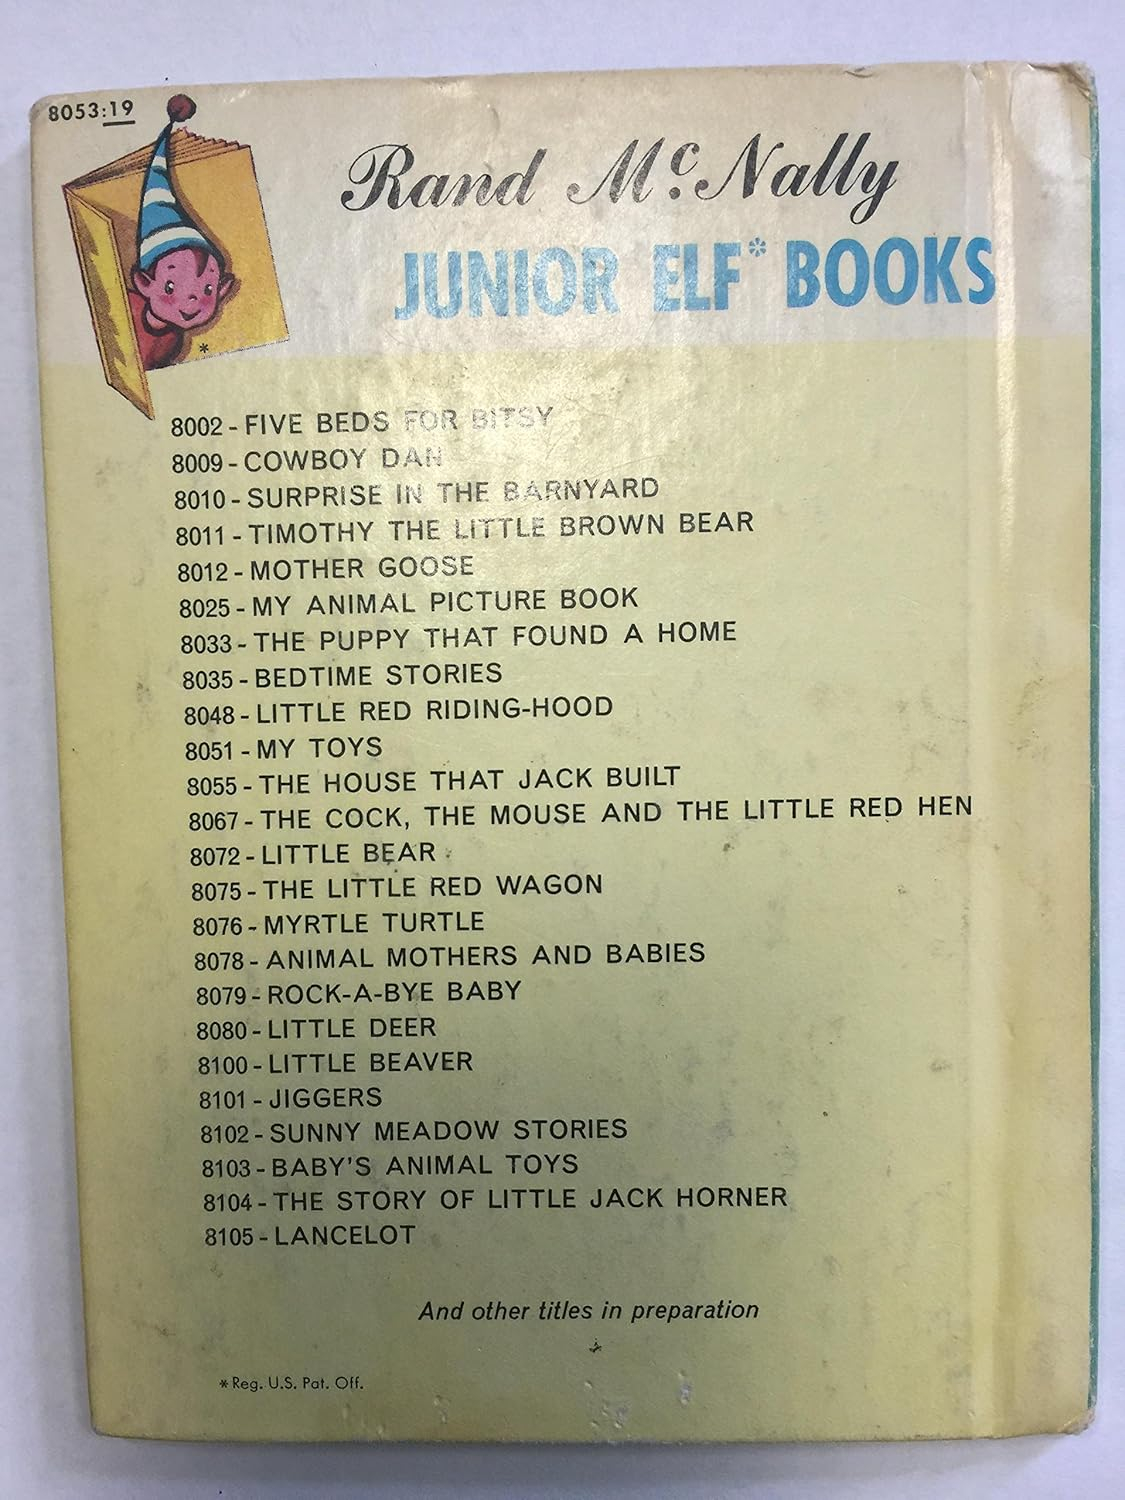 8053:19
Rand McNally
JUNIOR ELF* BOOKS
*
8002 - FIVE BEDS FOR BITSY
8009 - COWBOY DAN
8010 - SURPRISE IN THE BARNYARD
8011 - TIMOTHY THE LITTLE BROWN BEAR
8012 - MOTHER GOOSE
8025 - MY ANIMAL PICTURE BOOK
8033 - THE PUPPY THAT FOUND A HOME
8035 - BEDTIME STORIES
8048 - LITTLE RED RIDING-HOOD
8051 - MY TOYS
8055 - THE HOUSE THAT JACK BUILT
8067 - THE COCK, THE MOUSE AND THE LITTLE RED HEN
8072 - LITTLE BEAR
8075 - THE LITTLE RED WAGON
8076 - MYRTLE TURTLE
8078 - ANIMAL MOTHERS AND BABIES
8079 - ROCK-A-BYE BABY
8080 - LITTLE DEER
8100 - LITTLE BEAVER
8101 - JIGGERS
8102 - SUNNY MEADOW STORIES
8103 - BABY'S ANIMAL TOYS
8104 - THE STORY OF LITTLE JACK HORNER
8105 - LANCELOT
And other titles in preparation
*Reg. U.S. Pat. Off.